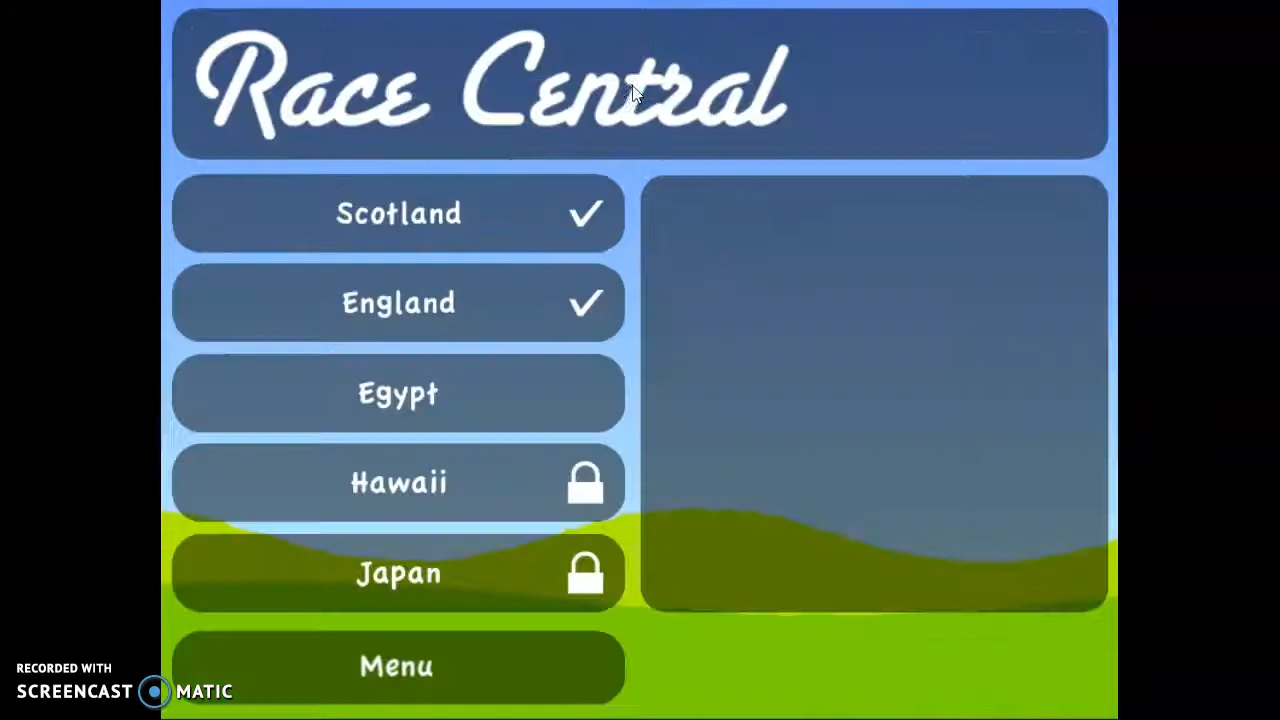 Race Central
Scotland
England
Egypt
Hawaii
Japan
Menu
RECORDED WITH
SCREENCAST MATIC